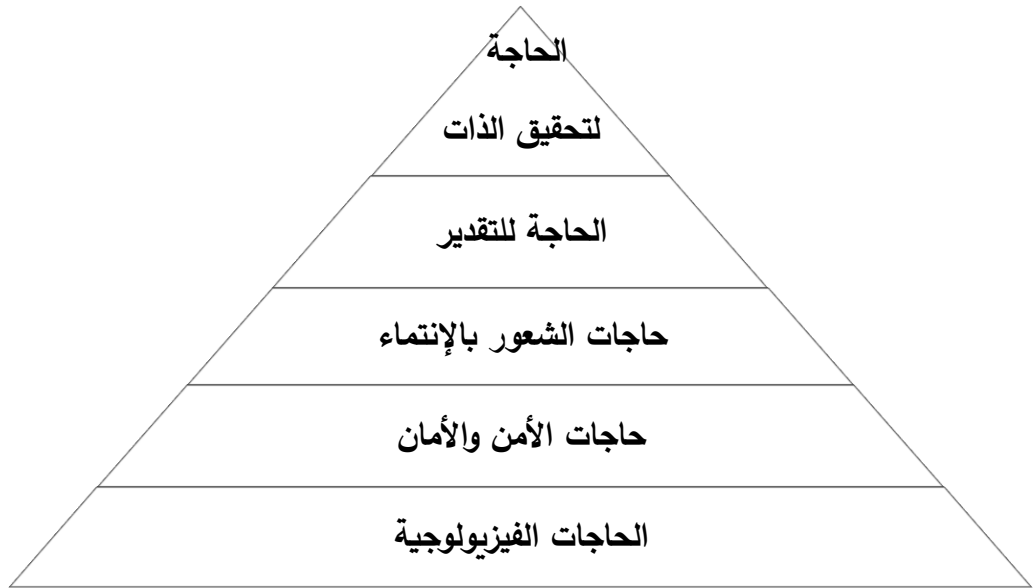 الحاجة
لتحقيق الذات
الحاجة للتقدير
حاجات الشعور بالإنتماء
حاجات الأمن والأمان
الحاجات الفيزيولوجية